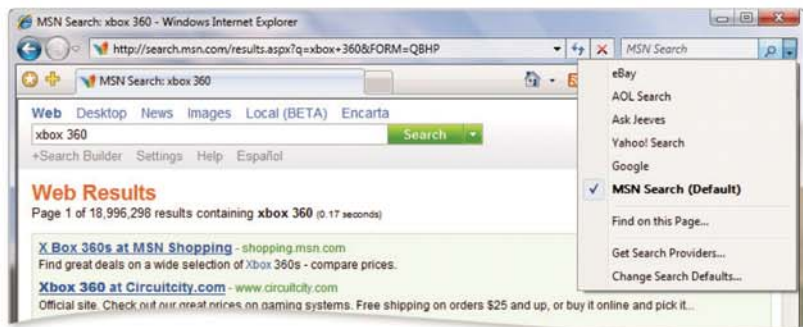 MSN Search: xbox 360 - Windows Internet Explorer
http://search.msn.com/results.aspx?q=xbox+360&FORM=QBHP
MSN Search
MSN Search: xbox 360
eBay
AOL Search
Ask Jeeves
Yahoo! Search
Google
MSN Search (Default)
Find on this Page...
Get Search Providers...
Change Search Defaults...
Web Desktop News Images Local (BETA) Encarta
xbox 360 Search
+Search Builder Settings Help Español
Web Results
Page 1 of 18,996,298 results containing xbox 360 (0.17 seconds)
X Box 360s at MSN Shopping - shopping.msn.com
Find great deals on a wide selection of Xbox 360s - compare prices.
Xbox 360 at Circuitcity.com - www.circuitcity.com
Official site. Check out our great prices on gaming systems. Free shipping on orders $25 and up, or buy it online and pick it...